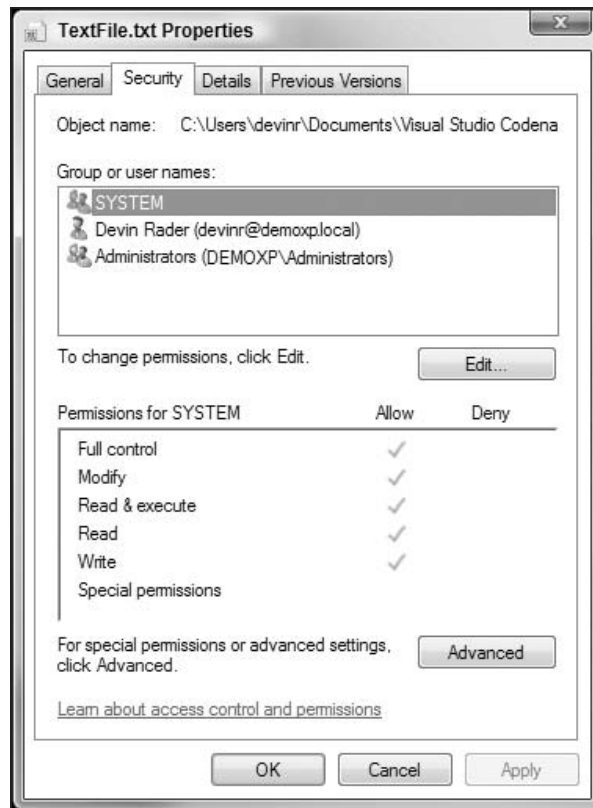 TextFile.txt Properties
General Security Details Previous Versions
Object name: C:\Users\devinr\Documents\Visual Studio Codena
Group or user names:
SYSTEM
Devin Rader (devinr@demoxp.local)
Administrators (DEMOXP\Administrators)
To change permissions, click Edit.
Edit...
Permissions for SYSTEM Allow Deny
Full control
Modify
Read & execute
Read
Write
Special permissions
For special permissions or advanced settings,
click Advanced.
Advanced
Learn about access control and permissions
OK Cancel Apply